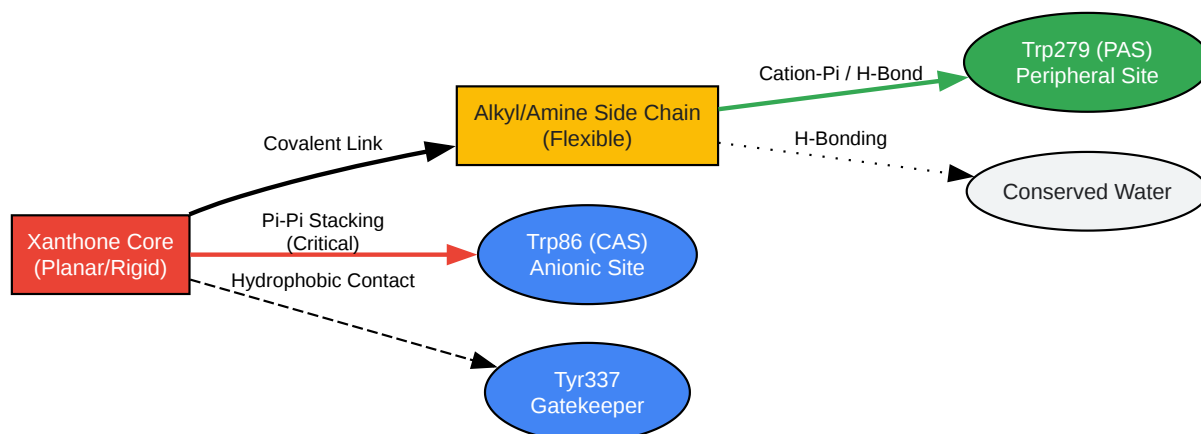 Trp279 (PAS)
Peripheral Site
Cation-Pi / H-Bond
Alkyl/Amine Side Chain
(Flexible)
Covalent Link
H-Bonding
Conserved Water
Xanthone Core
(Planar/Rigid)
Pi-Pi Stacking
(Critical)
Trp86 (CAS)
Anionic Site
Hydrophobic Contact
Tyr337
Gatekeeper